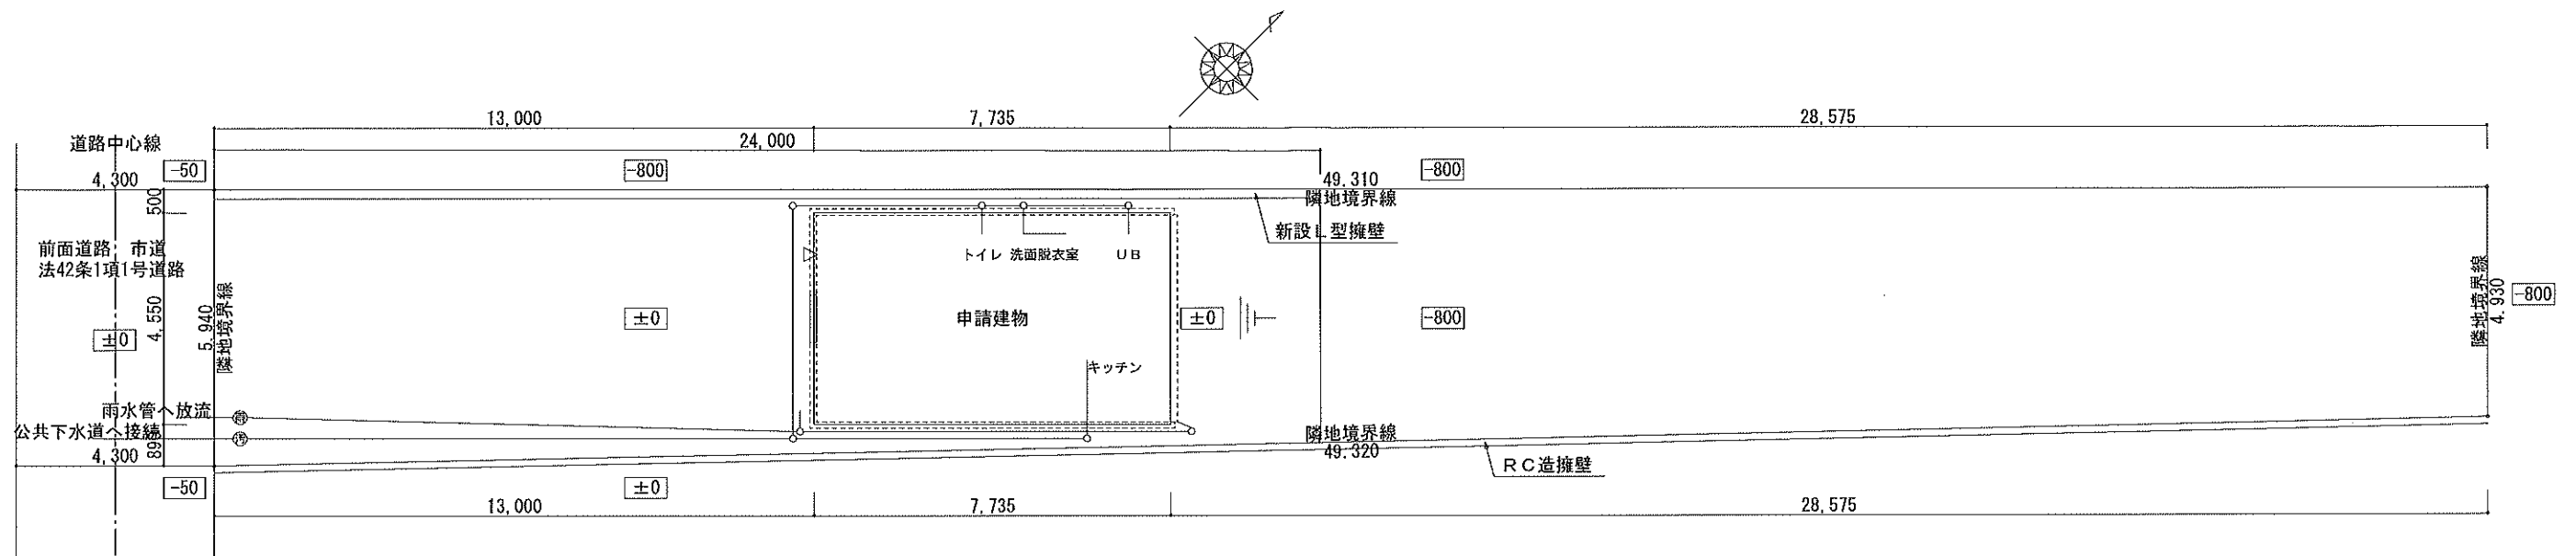 13,000
7,735
28,575
道路中心線
24,000
-50
-800
-800
4,300
49.310
隣地境界線
500
新設L型擁壁
前面道路 市道
法42条1項1号道路
トイレ 洗面脱衣室 UB
4,550
5.940
隣地境界線
±0
±0
申請建物
±0
-800
隣地境界線
4.930
-800
キッチン
雨水管へ放流
雨
公共下水道へ接続
汚
890
4,300
隣地境界線
49.320
RC造擁壁
-50
±0
13,000
7,735
28,575